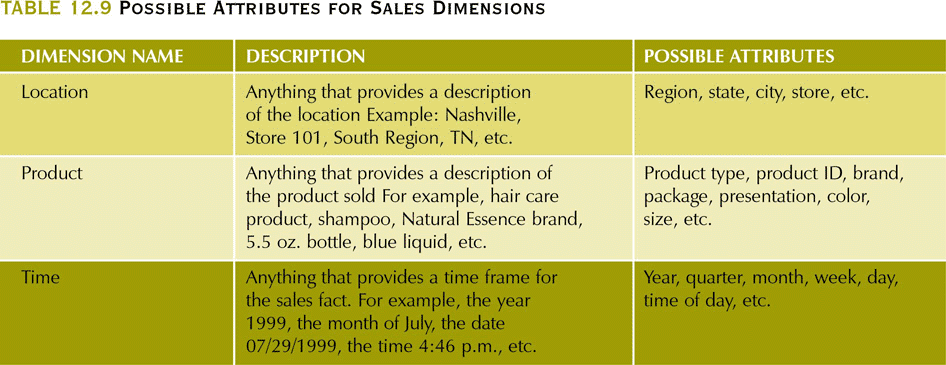 TABLE 12.9 POSSIBLE ATTRIBUTES FOR SALES DIMENSIONS
DIMENSION NAME DESCRIPTION POSSIBLE ATTRIBUTES
Location Anything that provides a description Region, state, city, store, etc.
of the location Example: Nashville,
Store 101, South Region, TN, etc.
Product Anything that provides a description of Product type, product ID, brand,
the product sold For example, hair care package, presentation, color,
product, shampoo, Natural Essence brand, size, etc.
5.5 oz. bottle, blue liquid, etc.
Time Anything that provides a time frame for Year, quarter, month, week, day,
the sales fact. For example, the year time of day, etc.
1999, the month of July, the date
07/29/1999, the time 4:46 p.m., etc.